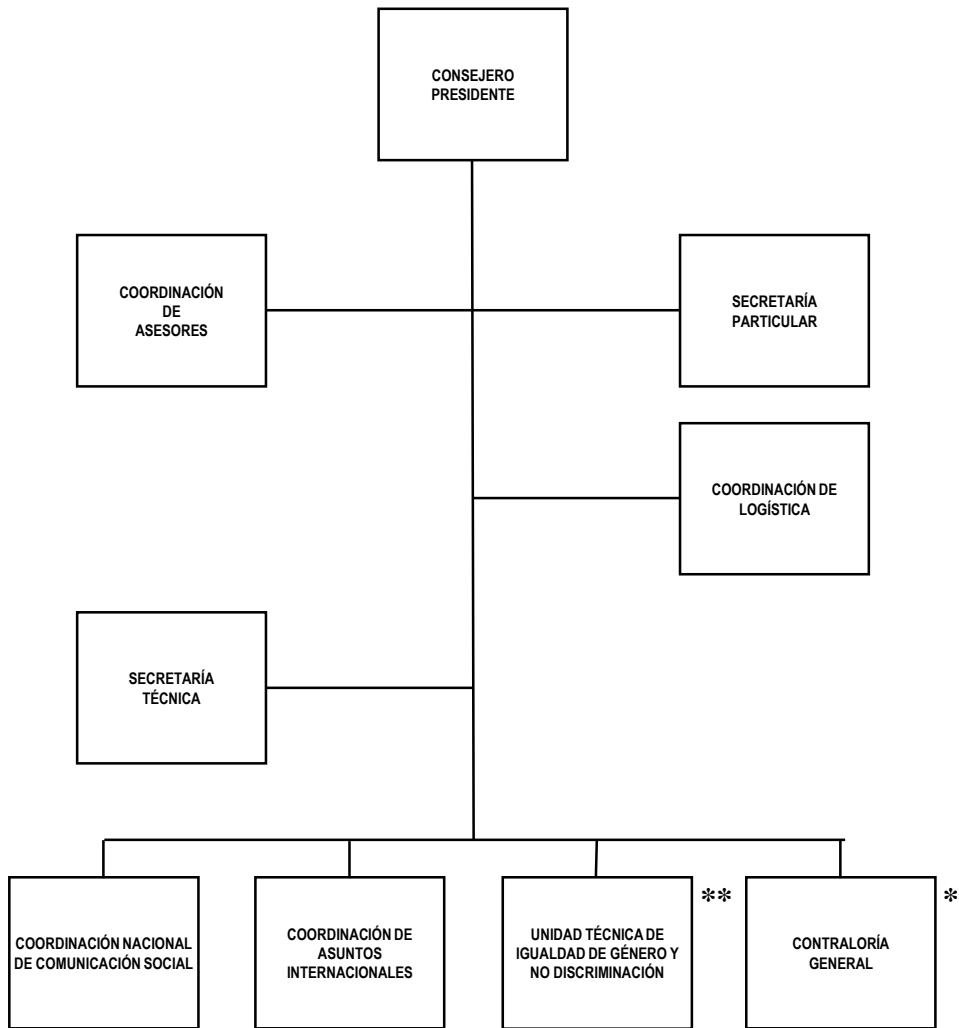 CONSEJERO
PRESIDENTE
COORDINACIÓN
DE
ASESORES
SECRETARÍA
PARTICULAR
COORDINACIÓN DE
LOGÍSTICA
SECRETARÍA
TÉCNICA
COORDINACIÓN NACIONAL
DE COMUNICACIÓN SOCIAL
COORDINACIÓN DE
ASUNTOS
INTERNACIONALES
UNIDAD TÉCNICA DE
IGUALDAD DE GÉNERO Y
NO DISCRIMINACIÓN
**
CONTRALORÍA
GENERAL
*